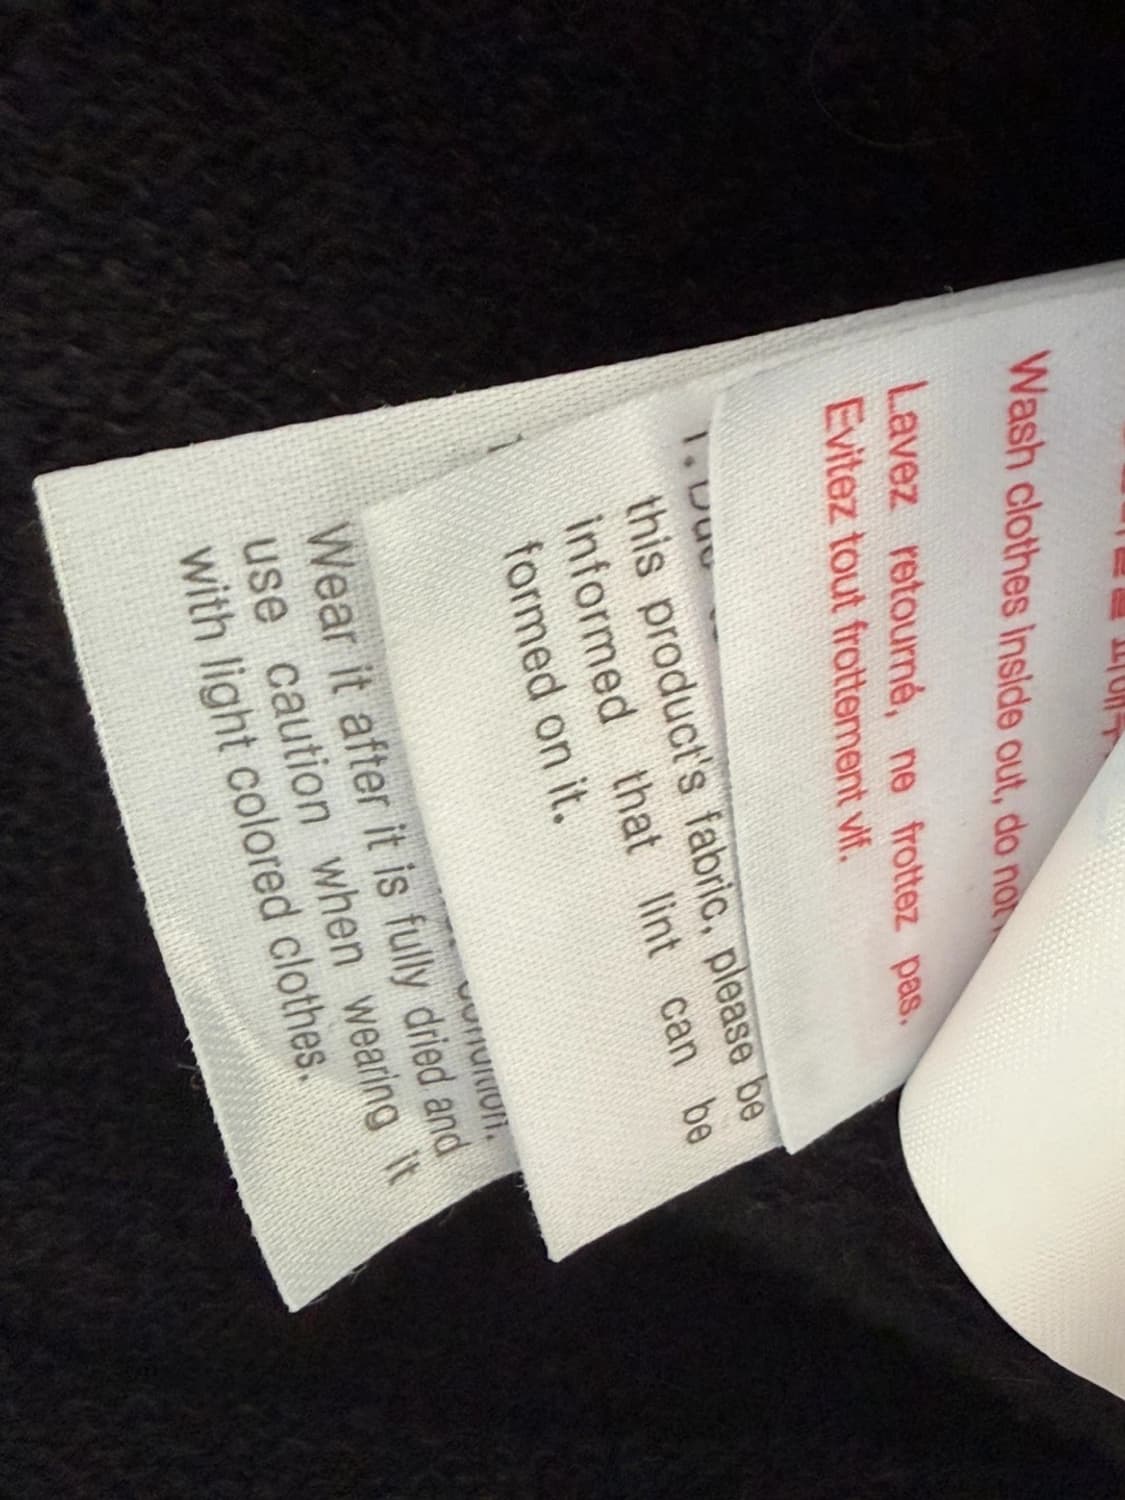 Wash clothes inside out, do not
Lavez retourné, ne frottez pas.
Evitez tout frottement vif.
this product's fabric, please be
informed that lint can be
formed on it.
Wear it after it is fully dried and
use caution when wearing it
with light colored clothes.